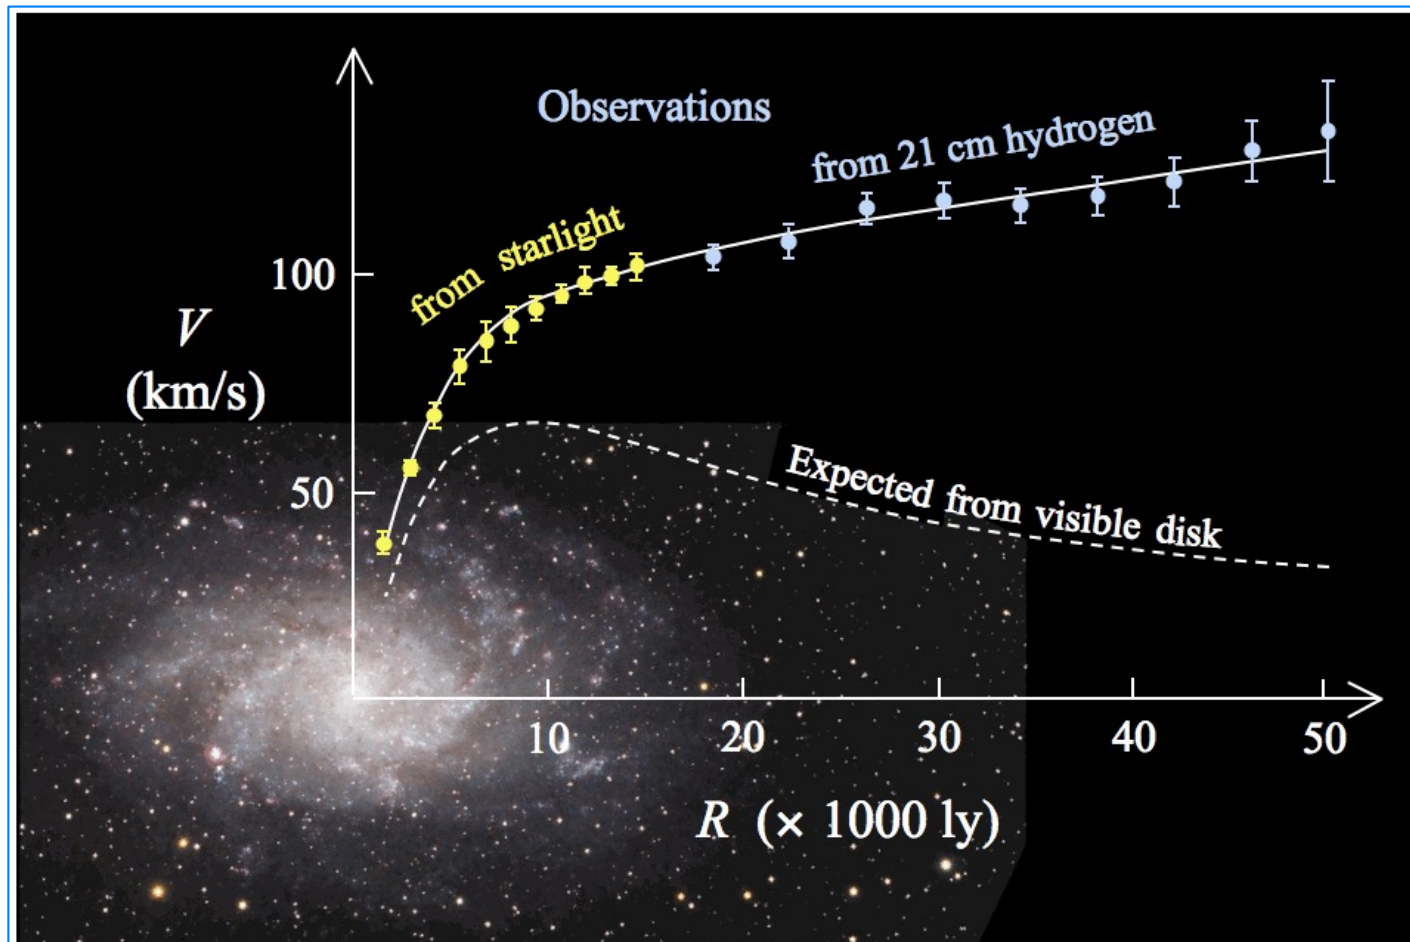 Observations
from 21 cm hydrogen
from starlight
100
V
(km/s)
50
Expected from visible disk
10 20 30 40 50
R (× 1000 ly)